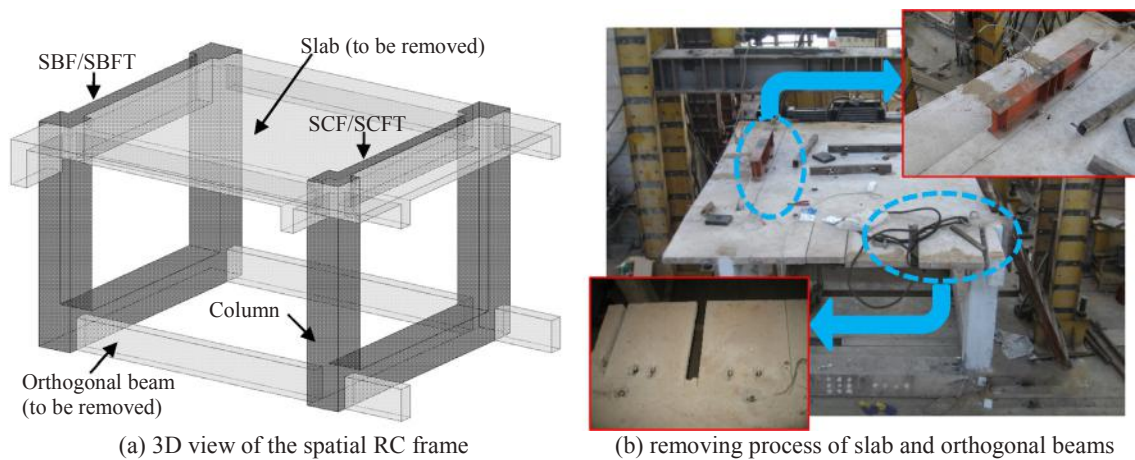 SBF/SBFT
Slab (to be removed)
SCF/SCFT
Column
Orthogonal beam
(to be removed)
(a) 3D view of the spatial RC frame
(b) removing process of slab and orthogonal beams